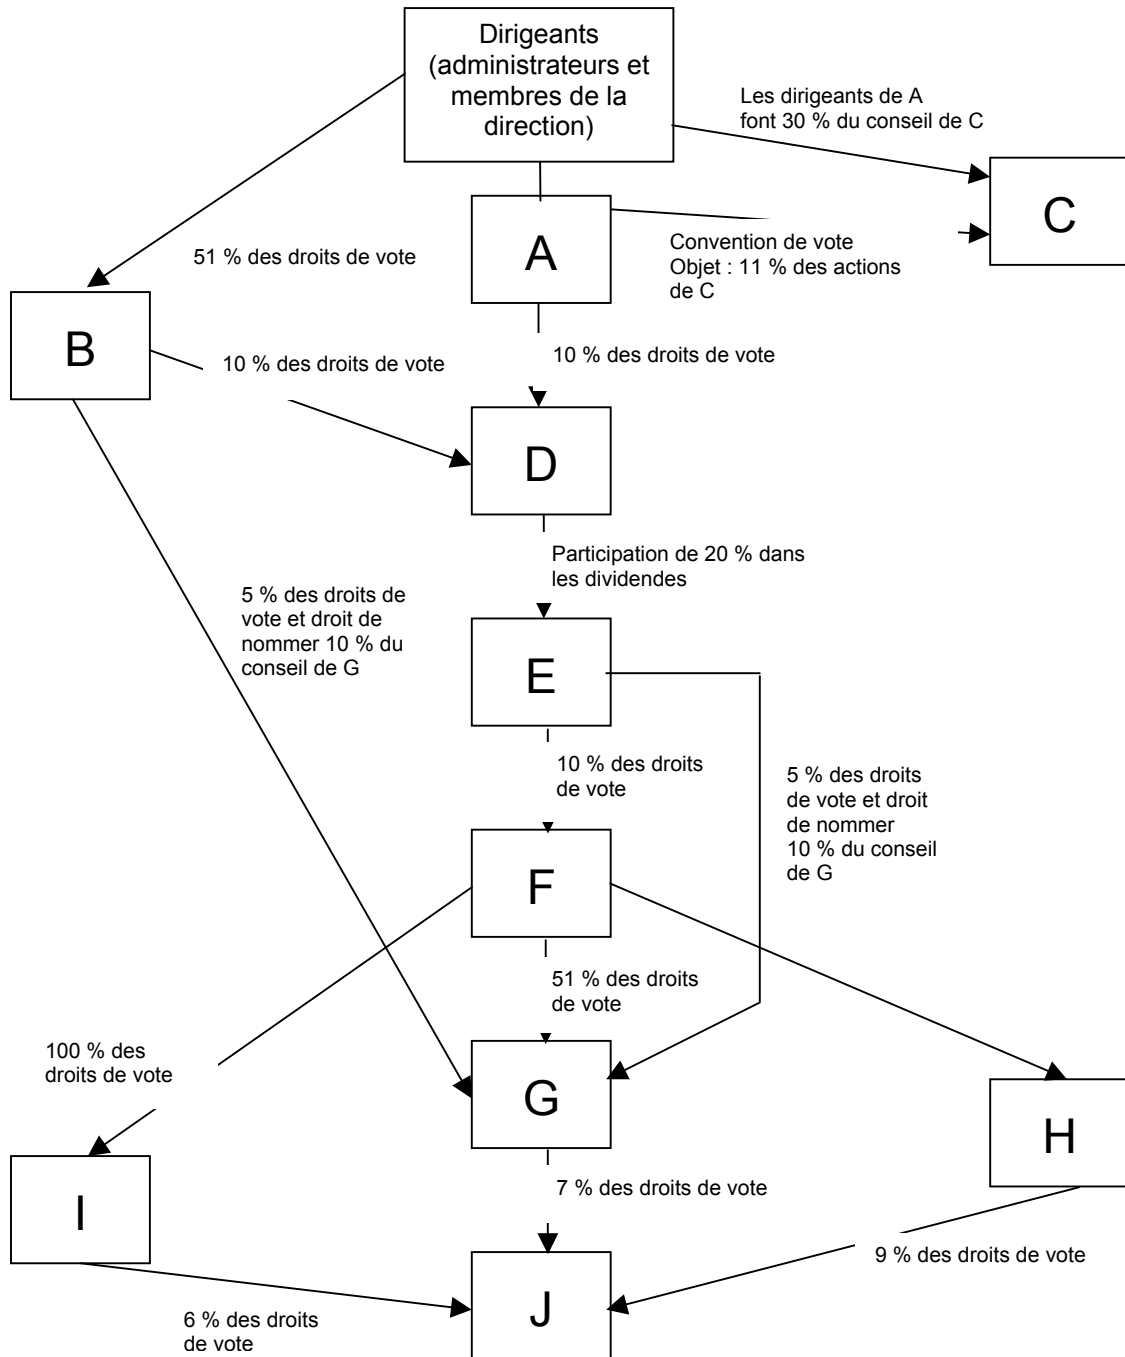 Dirigeants
(administrateurs et
membres de la
direction)
Les dirigeants de A
font 30 % du conseil de C
C
A
Convention de vote
Objet : 11 % des actions
de C
51 % des droits de vote
B
10 % des droits de vote
10 % des droits de vote
D
Participation de 20 % dans
les dividendes
5 % des droits de
vote et droit de
nommer 10 % du
conseil de G
E
10 % des droits
de vote
5 % des droits
de vote et droit
de nommer
10 % du conseil
de G
F
51 % des droits
de vote
100 % des
droits de vote
G
H
I
7 % des droits de vote
9 % des droits de vote
6 % des droits
de vote
J